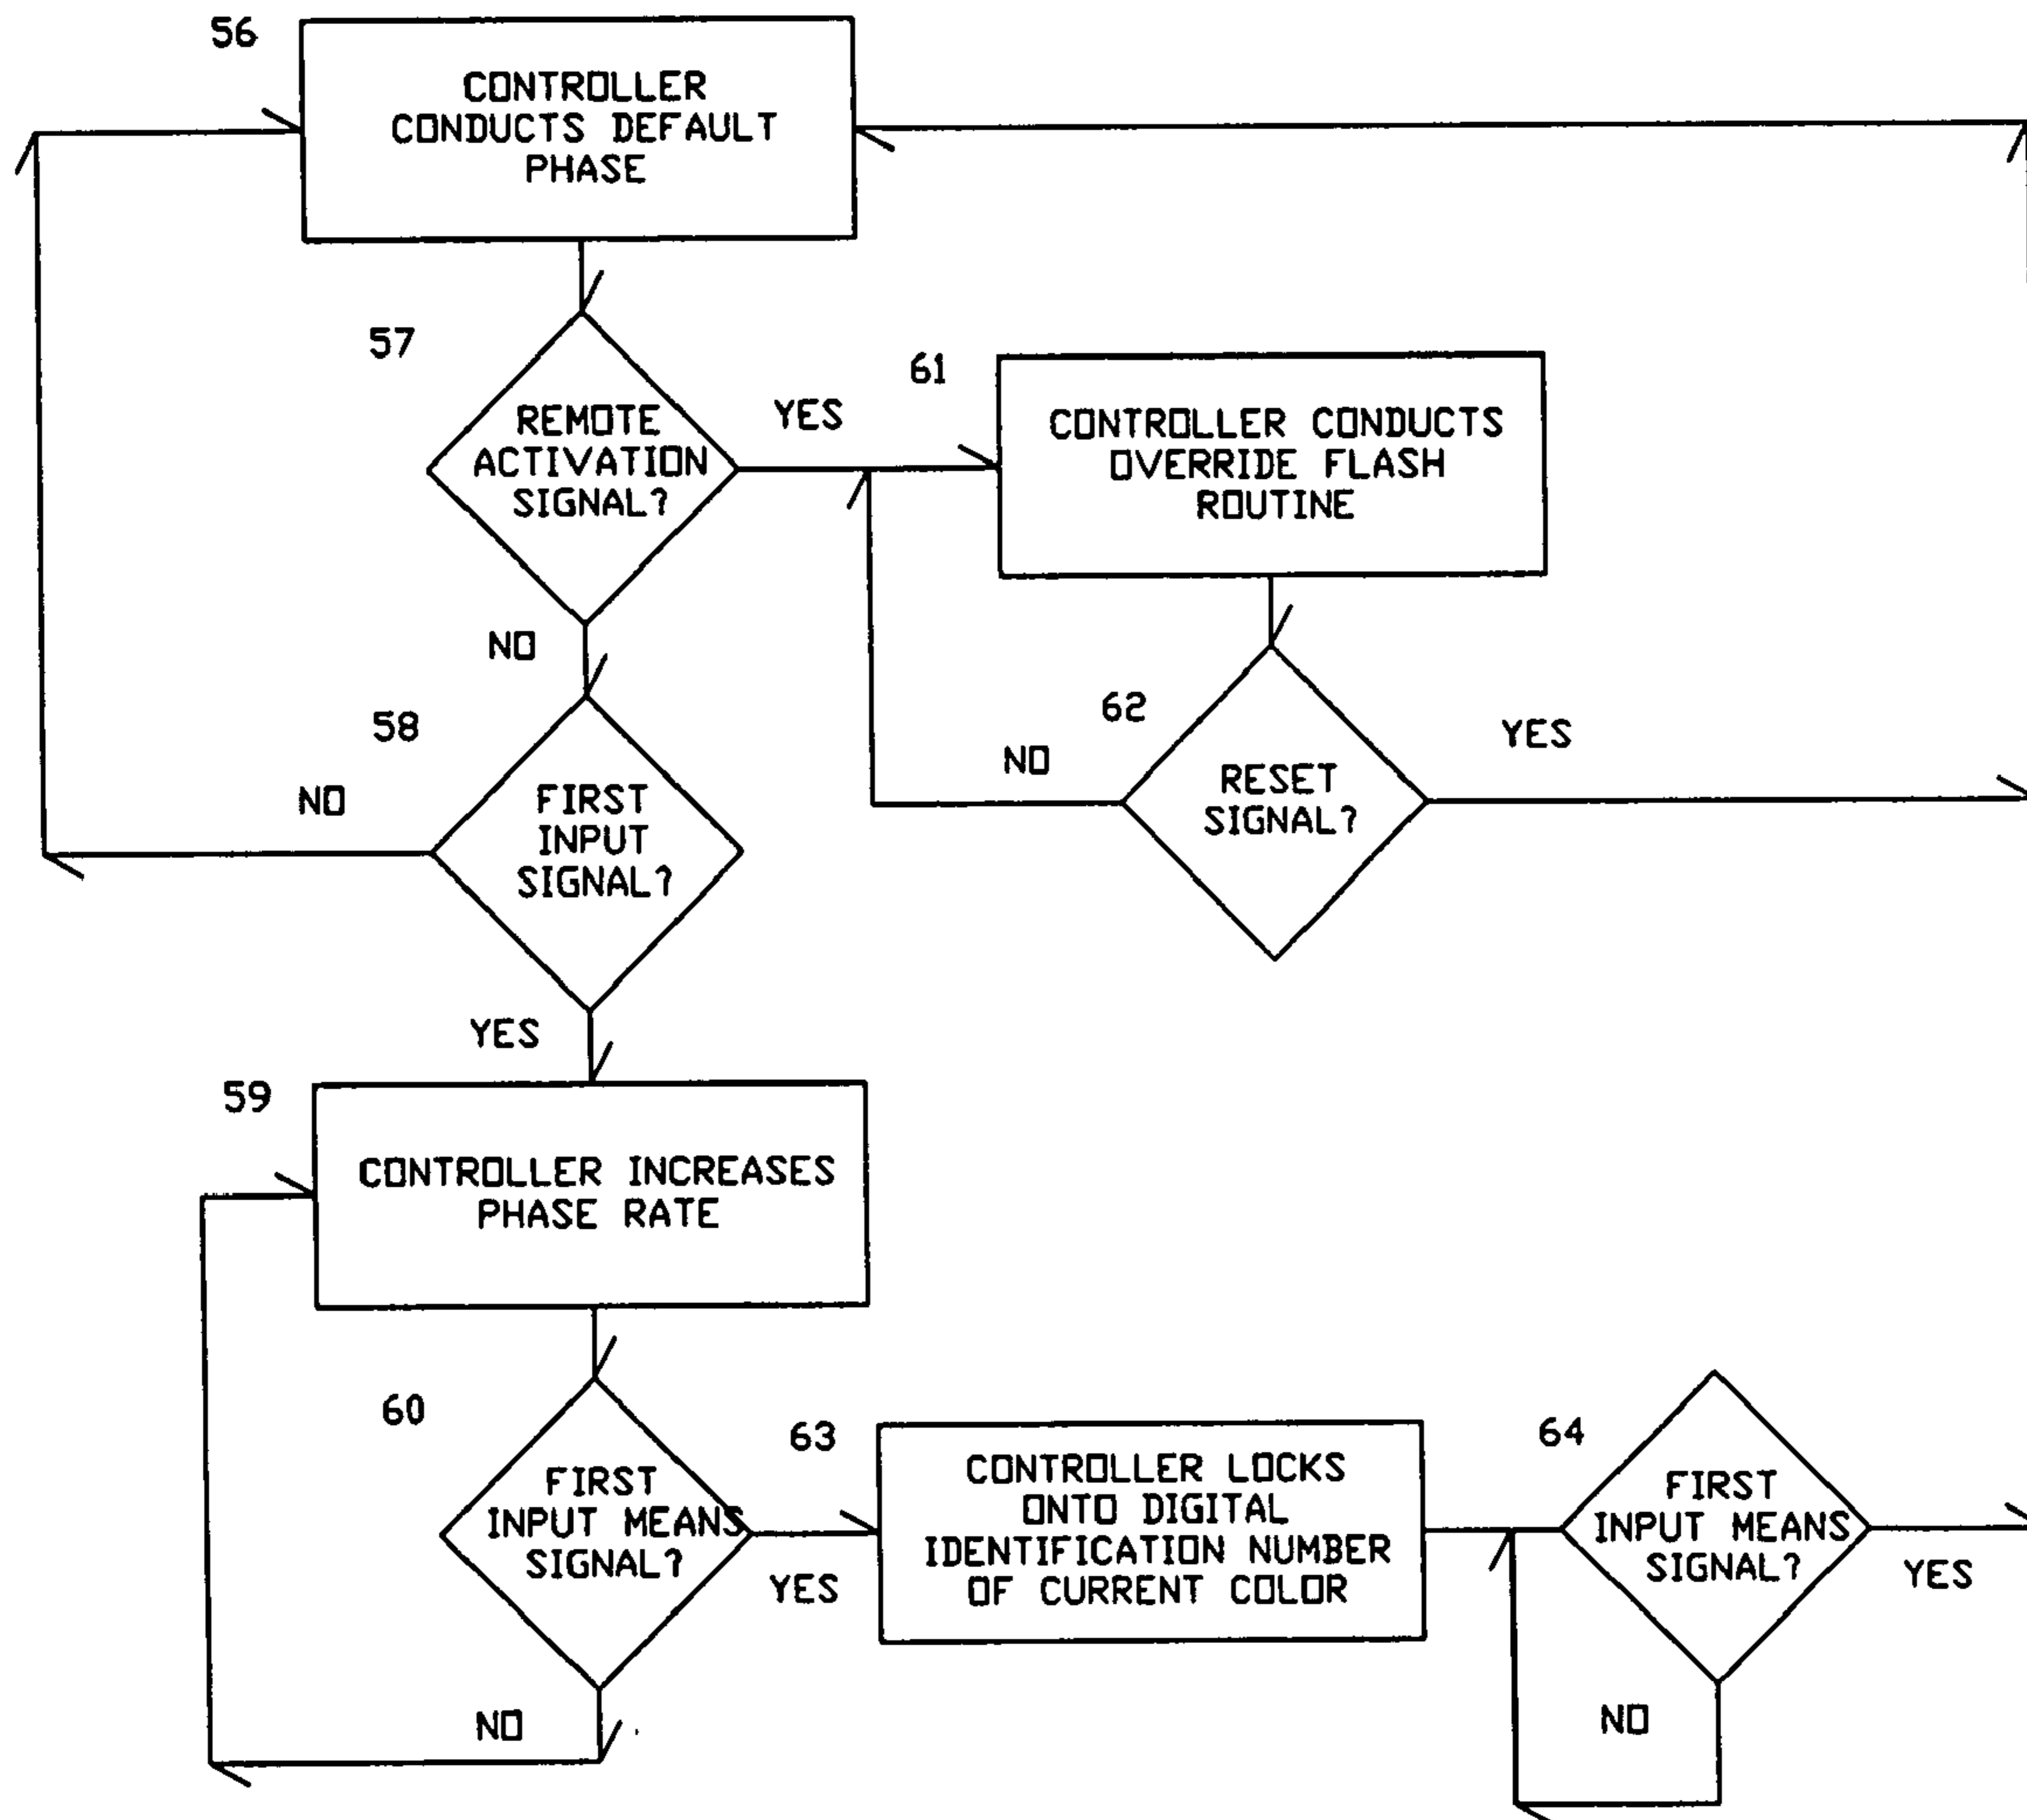 56
CONTROLLER
CONDUCTS DEFAULT
PHASE
57
REMOTE
ACTIVATION
SIGNAL?
YES
NO
61
CONTROLLER CONDUCTS
OVERRIDE FLASH
ROUTINE
62
RESET
SIGNAL?
NO
YES
58
FIRST
INPUT
SIGNAL?
NO
YES
59
CONTROLLER INCREASES
PHASE RATE
60
FIRST
INPUT MEANS
SIGNAL?
YES
NO
63
CONTROLLER LOCKS
ONTO DIGITAL
IDENTIFICATION NUMBER
OF CURRENT COLOR
64
FIRST
INPUT MEANS
SIGNAL?
YES
NO